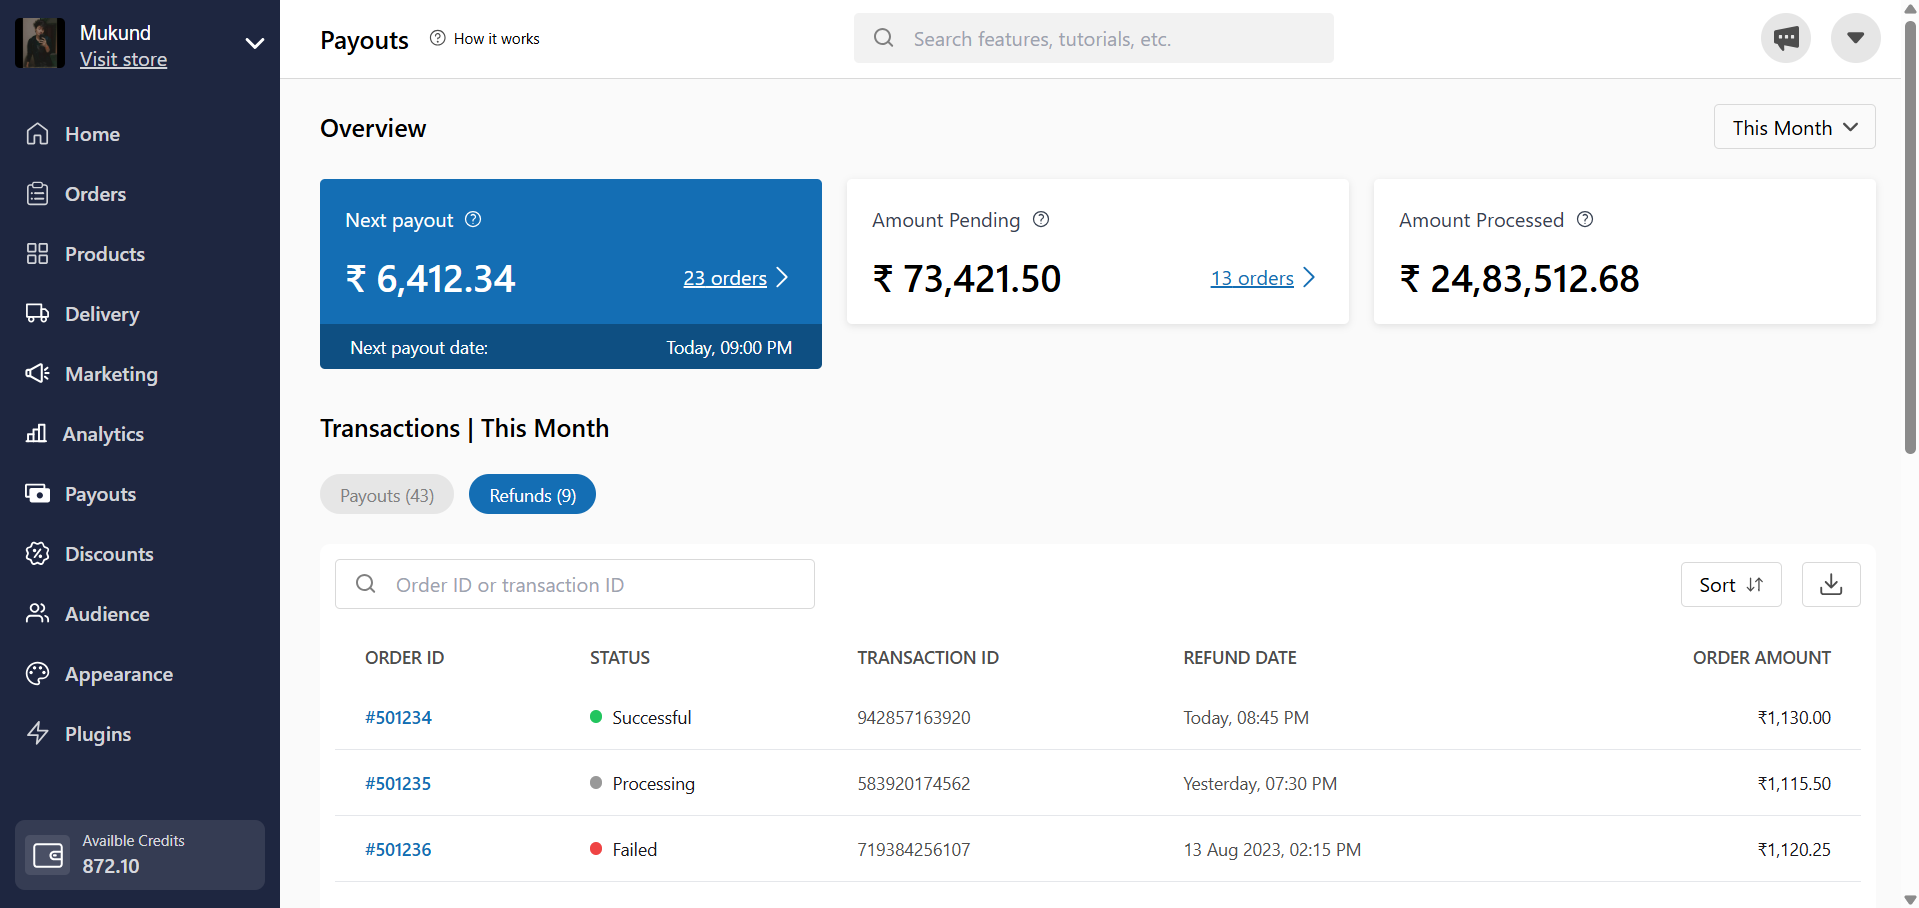 Mukund
Visit store
Home
Orders
Products
Delivery
Marketing
Analytics
Payouts
Discounts
Audience
Appearance
Plugins
Availble Credits
872.10
Payouts How it works
Search features, tutorials, etc.
Overview
This Month
Next payout
₹ 6,412.34 23 orders
Next payout date: Today, 09:00 PM
Amount Pending
₹ 73,421.50 13 orders
Amount Processed
₹ 24,83,512.68
Transactions | This Month
Payouts (43) Refunds (9)
Order ID or transaction ID
Sort
ORDER ID STATUS TRANSACTION ID REFUND DATE ORDER AMOUNT
#501234 Successful 942857163920 Today, 08:45 PM ₹1,130.00
#501235 Processing 583920174562 Yesterday, 07:30 PM ₹1,115.50
#501236 Failed 719384256107 13 Aug 2023, 02:15 PM ₹1,120.25